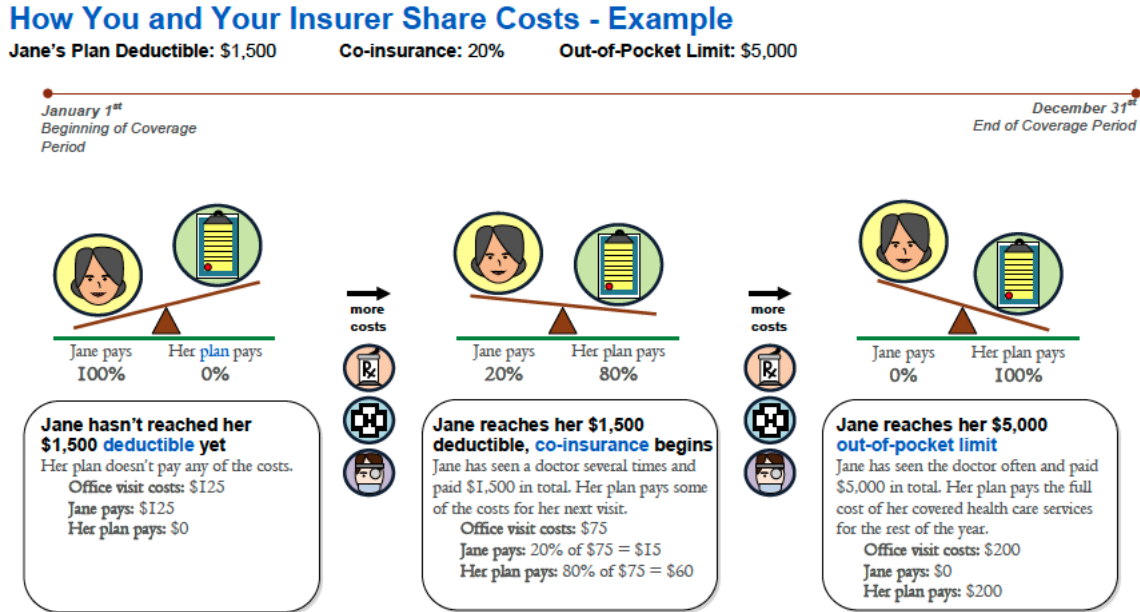 How You and Your Insurer Share Costs - Example
Jane's Plan Deductible: $1,500 Co-insurance: 20% Out-of-Pocket Limit: $5,000
January 1st
Beginning of Coverage
Period
December 31st
End of Coverage Period
Jane pays
100%
Her plan pays
0%
more
costs
Rx
H
Jane pays
20%
Her plan pays
80%
more
costs
Rx
H
Jane pays
0%
Her plan pays
100%
Jane hasn't reached her
$1,500 deductible yet
Her plan doesn't pay any of the costs.
Office visit costs: $125
Jane pays: $125
Her plan pays: $0
Jane reaches her $1,500
deductible, co-insurance begins
Jane has seen a doctor several times and
paid $1,500 in total. Her plan pays some
of the costs for her next visit.
Office visit costs: $75
Jane pays: 20% of $75 = $15
Her plan pays: 80% of $75 = $60
Jane reaches her $5,000
out-of-pocket limit
Jane has seen the doctor often and paid
$5,000 in total. Her plan pays the full
cost of her covered health care services
for the rest of the year.
Office visit costs: $200
Jane pays: $0
Her plan pays: $200